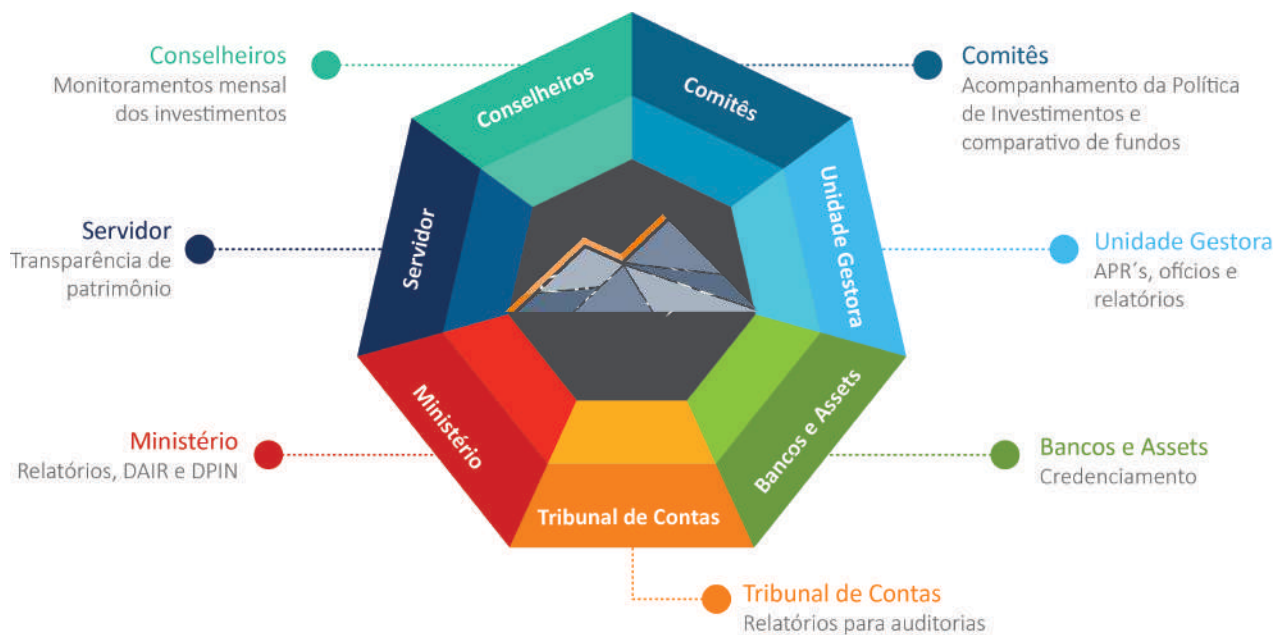 Conselheiros
Monitoramentos mensal
dos investimentos
Comitês
Acompanhamento da Política
de Investimentos e
comparativo de fundos
Servidor
Transparência de
patrimônio
Unidade Gestora
APR´s, ofícios e
relatórios
Ministério
Relatórios, DAIR e DPIN
Bancos e Assets
Credenciamento
Tribunal de Contas
Relatórios para auditorias
Conselheiros
Comitês
Unidade Gestora
Bancos e Assets
Tribunal de Contas
Ministério
Servidor